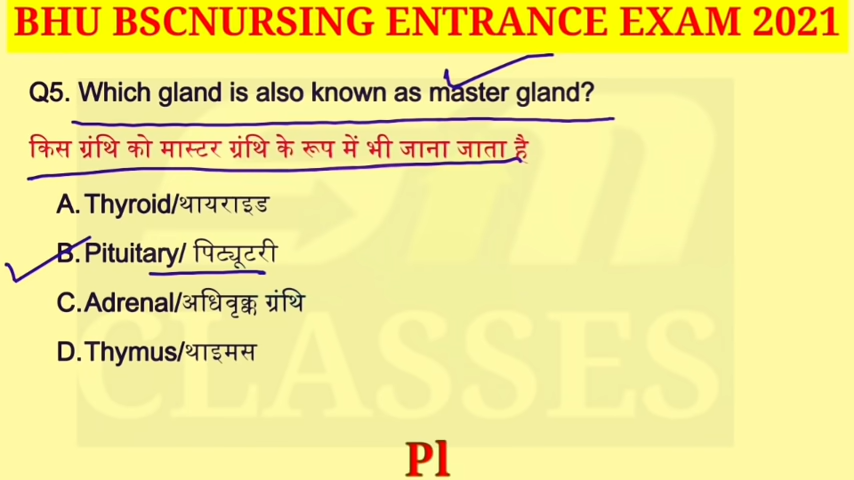 BHU BSCNURSING ENTRANCE EXAM 2021
Q5. Which gland is also known as master gland?
किस ग्रंथि को मास्टर ग्रंथि के रूप में भी जाना जाता है
A. Thyroid/थायराइड
B. Pituitary/ पिट्यूटरी
C. Adrenal/अधिवृक्क ग्रंथि
D. Thymus/थाइमस
CLASSES
Pl